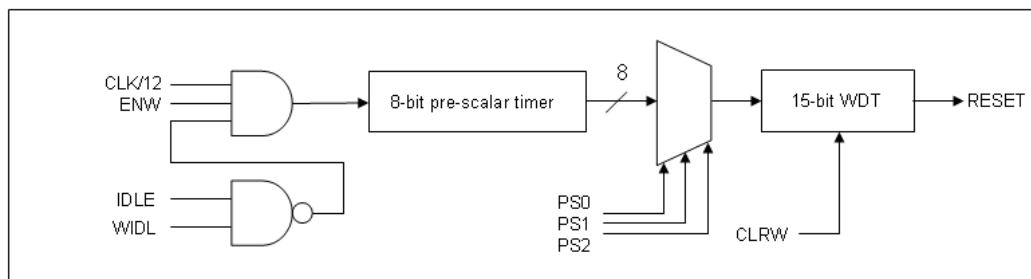 CLK/12
ENW
8-bit pre-scalar timer
8
15-bit WDT
RESET
IDLE
WIDL
PS0
PS1
PS2
CLRW